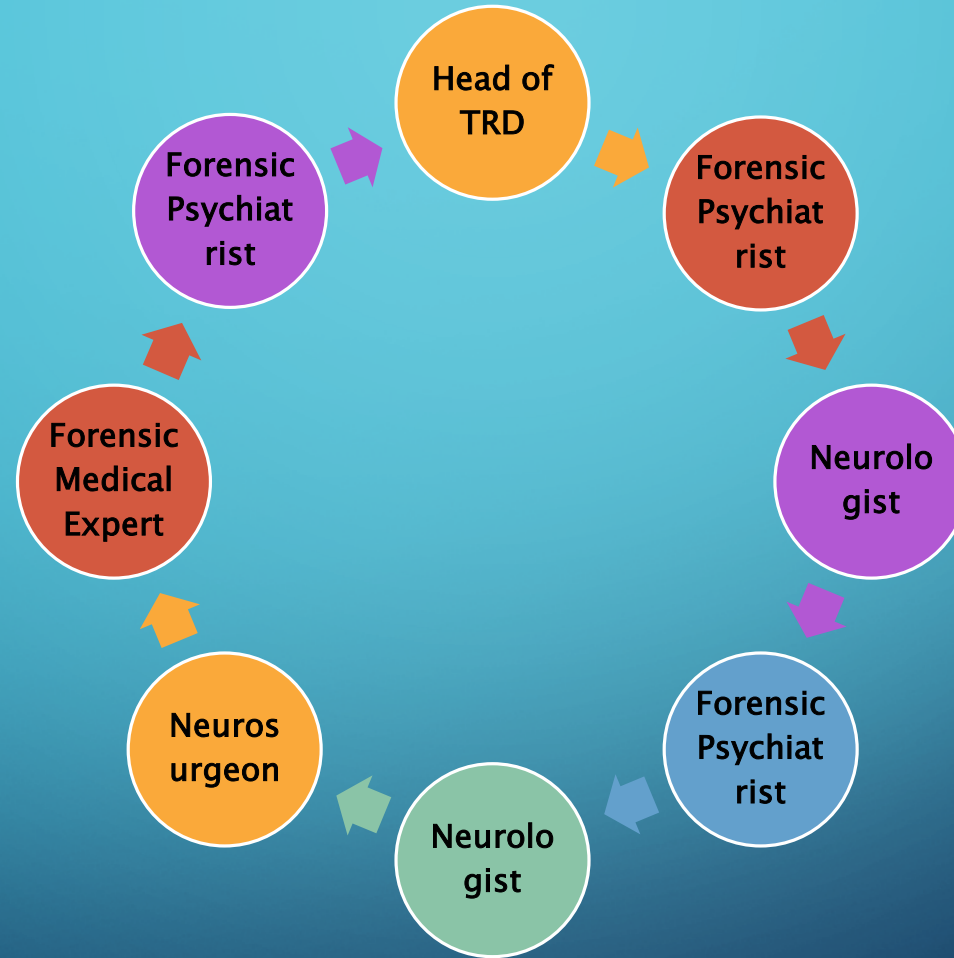 Head of
TRD
Forensic
Psychiat
rist
Neurolo
gist
Forensic
Psychiat
rist
Neurolo
gist
Neuros
urgeon
Forensic
Medical
Expert
Forensic
Psychiat
rist